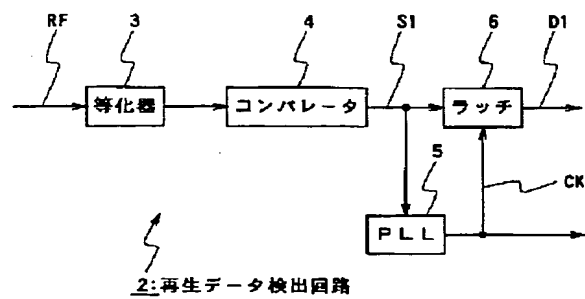 RF 3 4 S1 6 D1
等化器 コンパレータ ラッチ
5
CK
PLL
2:再生データ検出回路